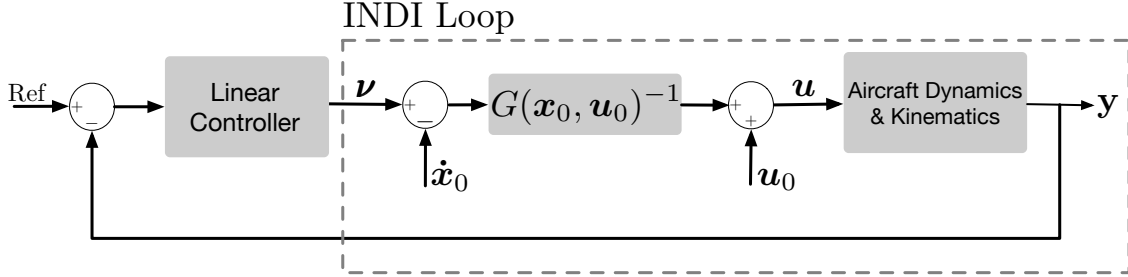 INDI Loop
Ref
+
−
Linear
Controller
ν
+
−
ẋ₀
G(x₀, u₀)⁻¹
+
+
u₀
u
Aircraft Dynamics
& Kinematics
y